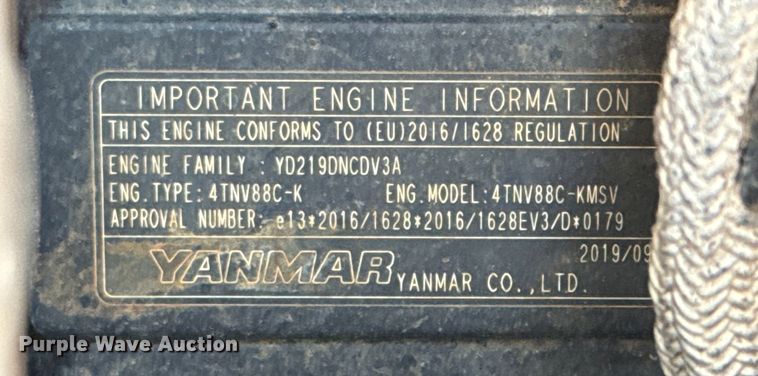 IMPORTANT ENGINE INFORMATION
THIS ENGINE CONFORMS TO (EU)2016/1628 REGULATION
ENGINE FAMILY : YD219DNCDV3A
ENG.TYPE: 4TNV88C-K ENG.MODEL: 4TNV88C-KMSV
APPROVAL NUMBER: e13*2016/1628*2016/1628EV3/D*0179
2019/09
YANMAR YANMAR CO.,LTD.
Purple Wave Auction